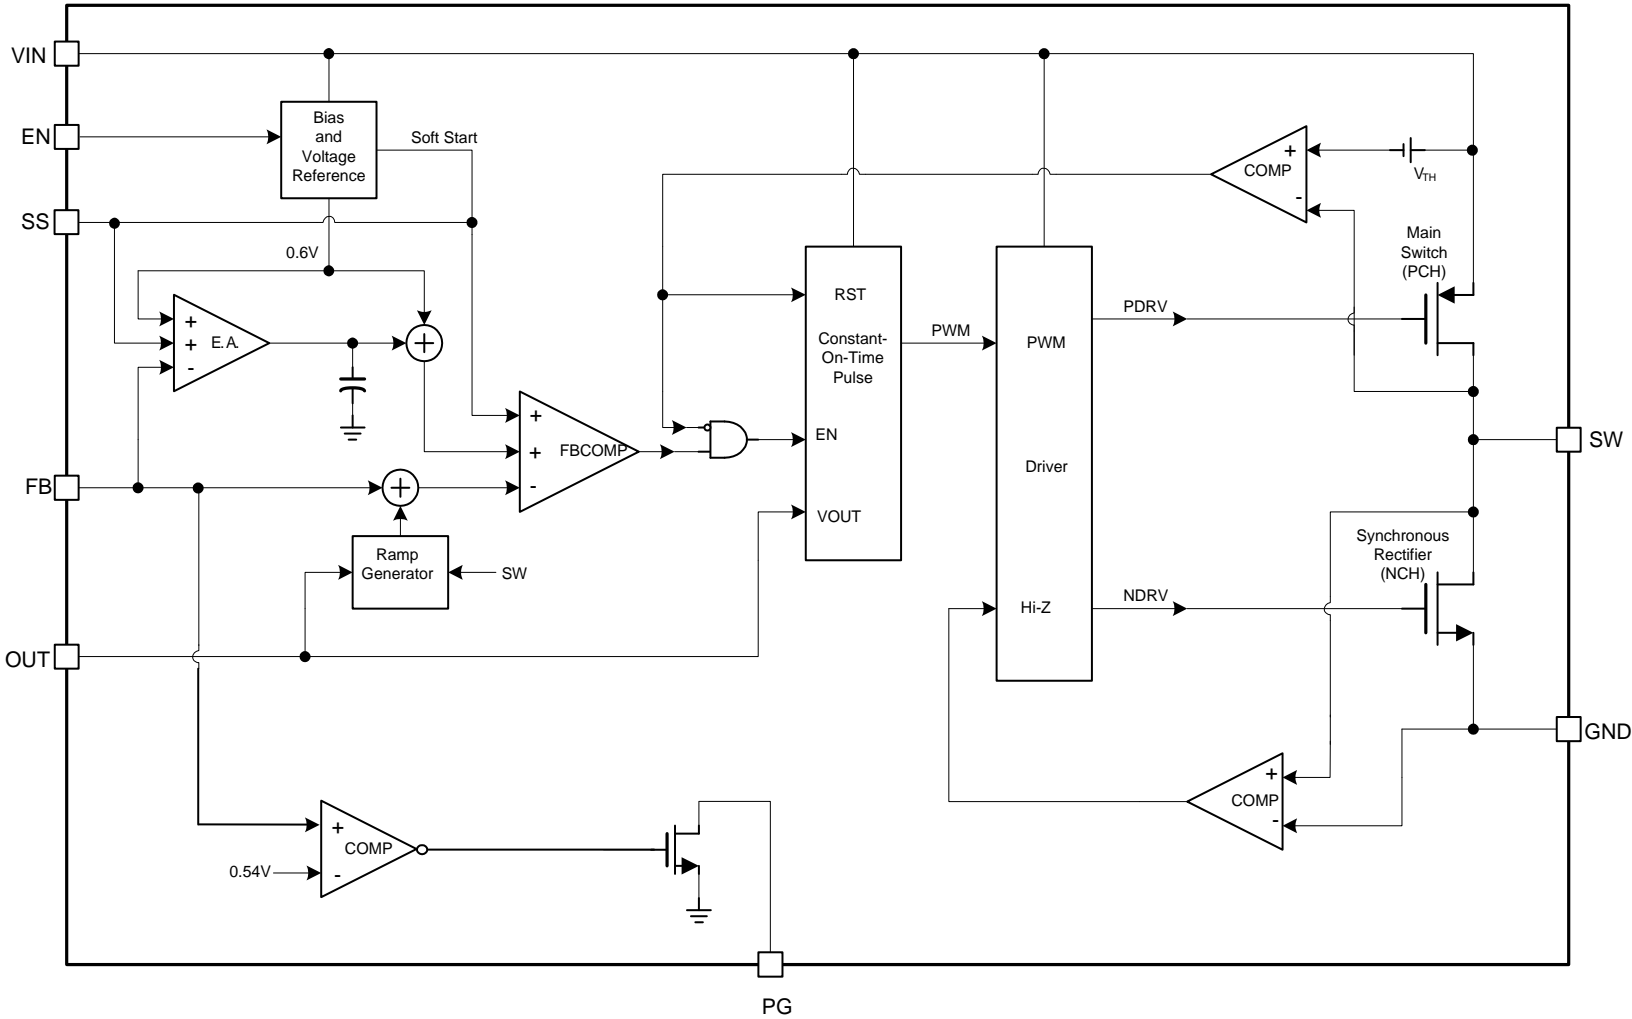 VIN
EN
Bias
and
Voltage
Reference
Soft Start
SS
0.6V
+
+
-
E.A.
+
FB
+
+
+
-
FBCOMP
Ramp
Generator
SW
OUT
RST
Constant-
On-Time
Pulse
EN
VOUT
PWM
PWM
Driver
Hi-Z
PDRV
NDRV
+
COMP
-
VTH
Main
Switch
(PCH)
SW
Synchronous
Rectifier
(NCH)
GND
+
COMP
-
+
COMP
-
0.54V
PG